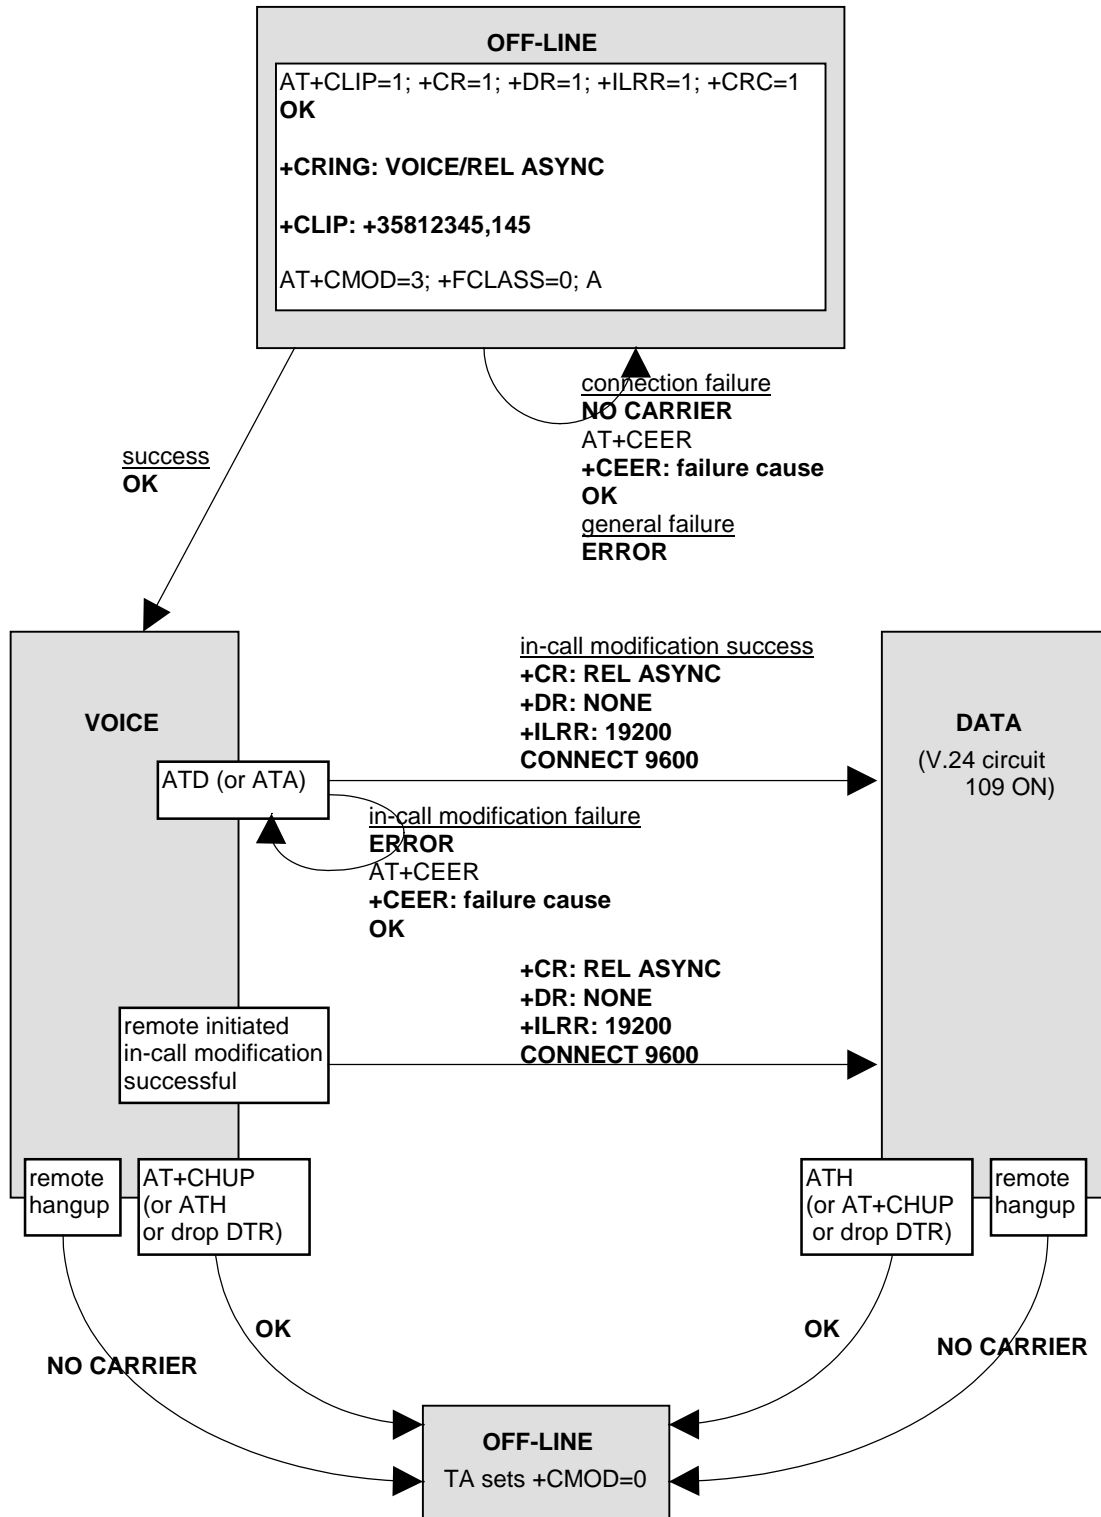 OFF-LINE
AT+CLIP=1; +CR=1; +DR=1; +ILRR=1; +CRC=1
OK
+CRING: VOICE/REL ASYNC
+CLIP: +35812345,145
AT+CMOD=3; +FCLASS=0; A
connection failure
NO CARRIER
AT+CEER
+CEER: failure cause
OK
general failure
ERROR
success
OK
VOICE
ATD (or ATA)
in-call modification success
+CR: REL ASYNC
+DR: NONE
+ILRR: 19200
CONNECT 9600
DATA
(V.24 circuit
109 ON)
in-call modification failure
ERROR
AT+CEER
+CEER: failure cause
OK
remote initiated
in-call modification
successful
+CR: REL ASYNC
+DR: NONE
+ILRR: 19200
CONNECT 9600
remote
hangup
AT+CHUP
(or ATH
or drop DTR)
ATH
(or AT+CHUP
or drop DTR)
remote
hangup
NO CARRIER
OK
OK
NO CARRIER
OFF-LINE
TA sets +CMOD=0